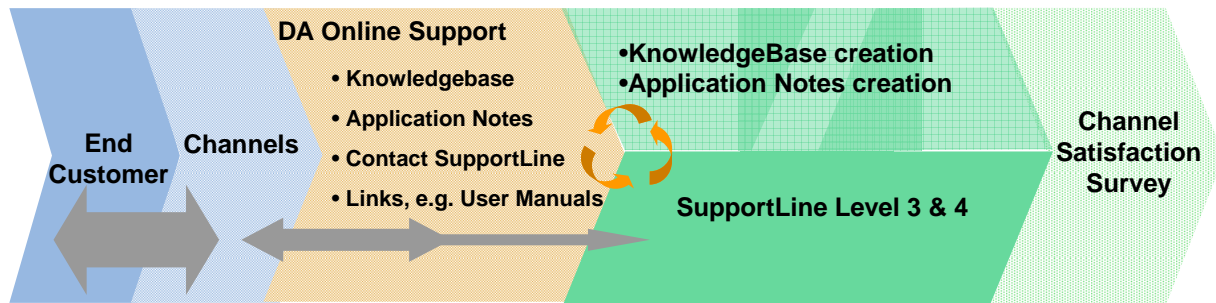 End
Customer
Channels
DA Online Support
• Knowledgebase
• Application Notes
• Contact SupportLine
• Links, e.g. User Manuals
•KnowledgeBase creation
•Application Notes creation
SupportLine Level 3 & 4
Channel
Satisfaction
Survey